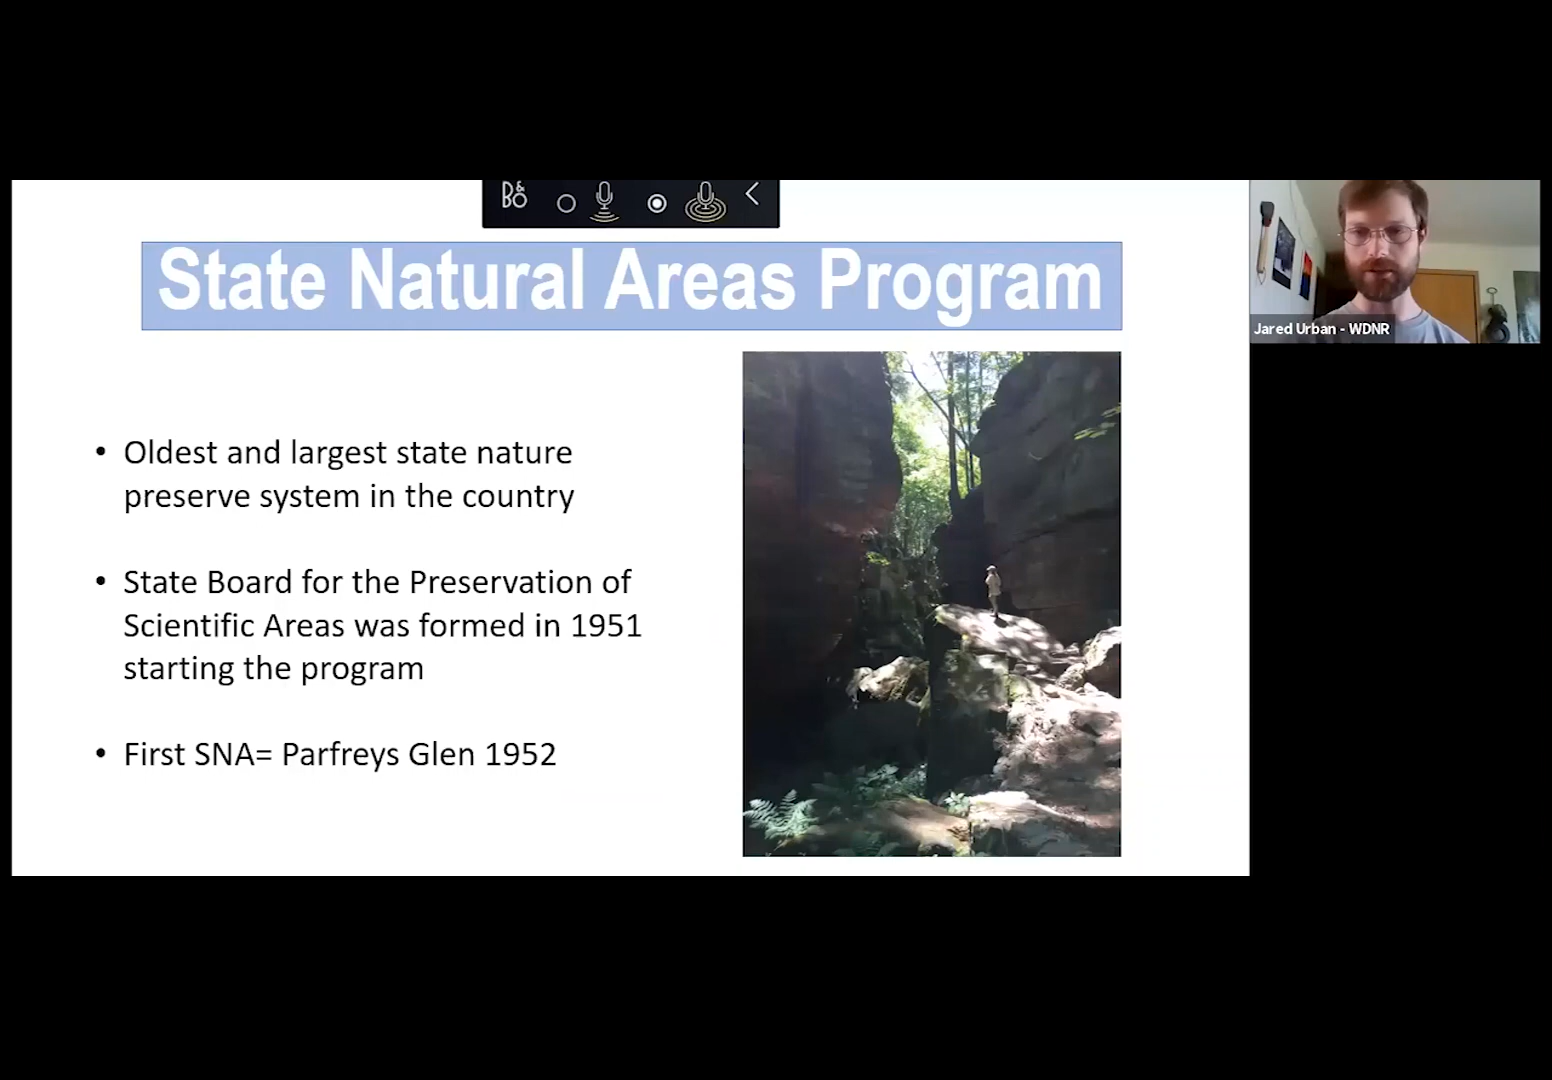 B&O
State Natural Areas Program
Jared Urban - WDNR
• Oldest and largest state nature
preserve system in the country
• State Board for the Preservation of
Scientific Areas was formed in 1951
starting the program
• First SNA= Parfreys Glen 1952